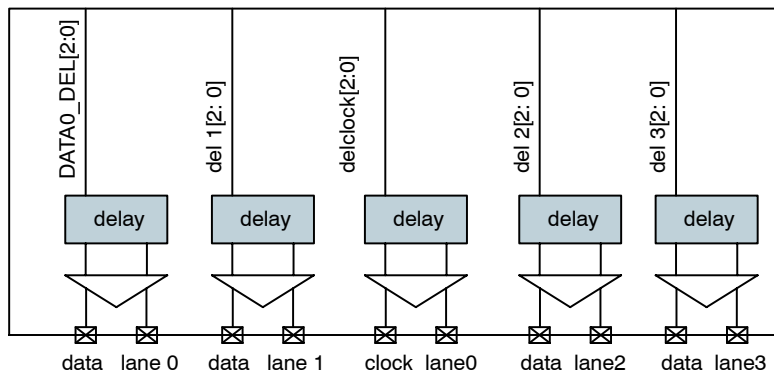 DATA0_DEL[2:0]
del 1[2: 0]
delclock[2:0]
del 2[2: 0]
del 3[2: 0]
delay
delay
delay
delay
delay
data lane 0
data lane 1
clock lane0
data lane2
data lane3